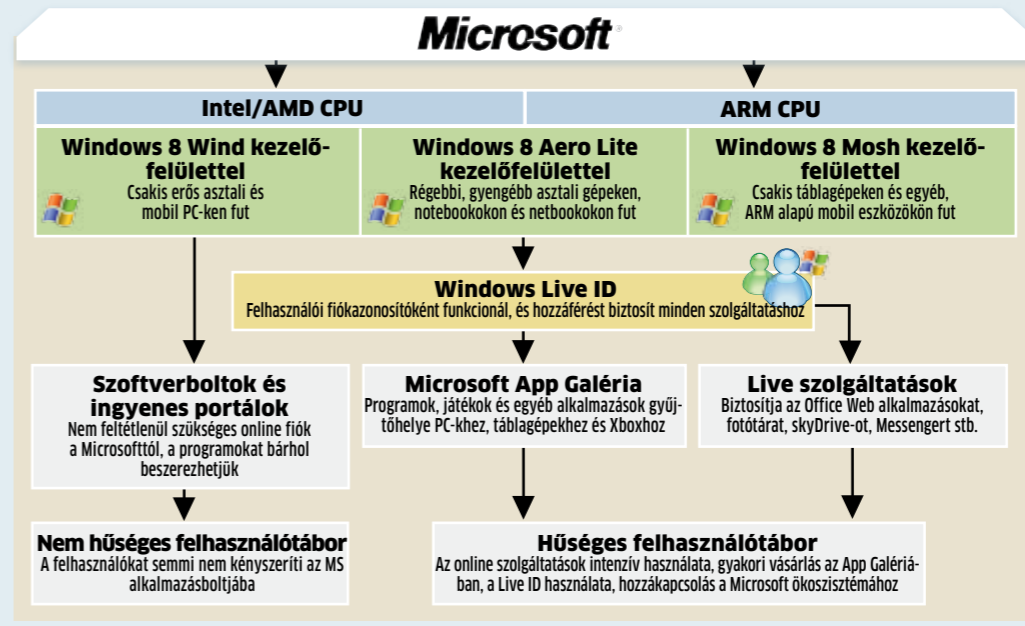 Microsoft®
Intel/AMD CPU
ARM CPU
Windows 8 Wind kezelő-
felülettel
Csakis erős asztali és
mobil PC-ken fut
Windows 8 Aero Lite
kezelőfelülettel
Régebbi, gyengébb asztali gépeken,
notebookokon és netbookokon fut
Windows 8 Mosh kezelő-
felülettel
Csakis táblagépeken és egyéb,
ARM alapú mobil eszközökön fut
Windows Live ID
Felhasználói fiókazonosítóként funkcionál, és hozzáférést biztosít minden szolgáltatáshoz
Szoftverboltok és
ingyenes portálok
Nem feltétlenül szükséges online fiók
a Microsofttól, a programokat bárhol
beszerezhetjük
Microsoft App Galéria
Programok, játékok és egyéb alkalmazások gyűj-
tőhelye PC-khez, táblagépekhez és Xboxhoz
Live szolgáltatások
Biztosítja az Office Web alkalmazásokat,
fotótárat, skyDrive-ot, Messengert stb.
Nem hűséges felhasználótábor
A felhasználókat semmi nem kényszeríti az MS
alkalmazásboltjába
Hűséges felhasználótábor
Az online szolgáltatások intenzív használata, gyakori vásárlás az App Galériá-
ban, a Live ID használata, hozzákapcsolás a Microsoft ökoszisztémához